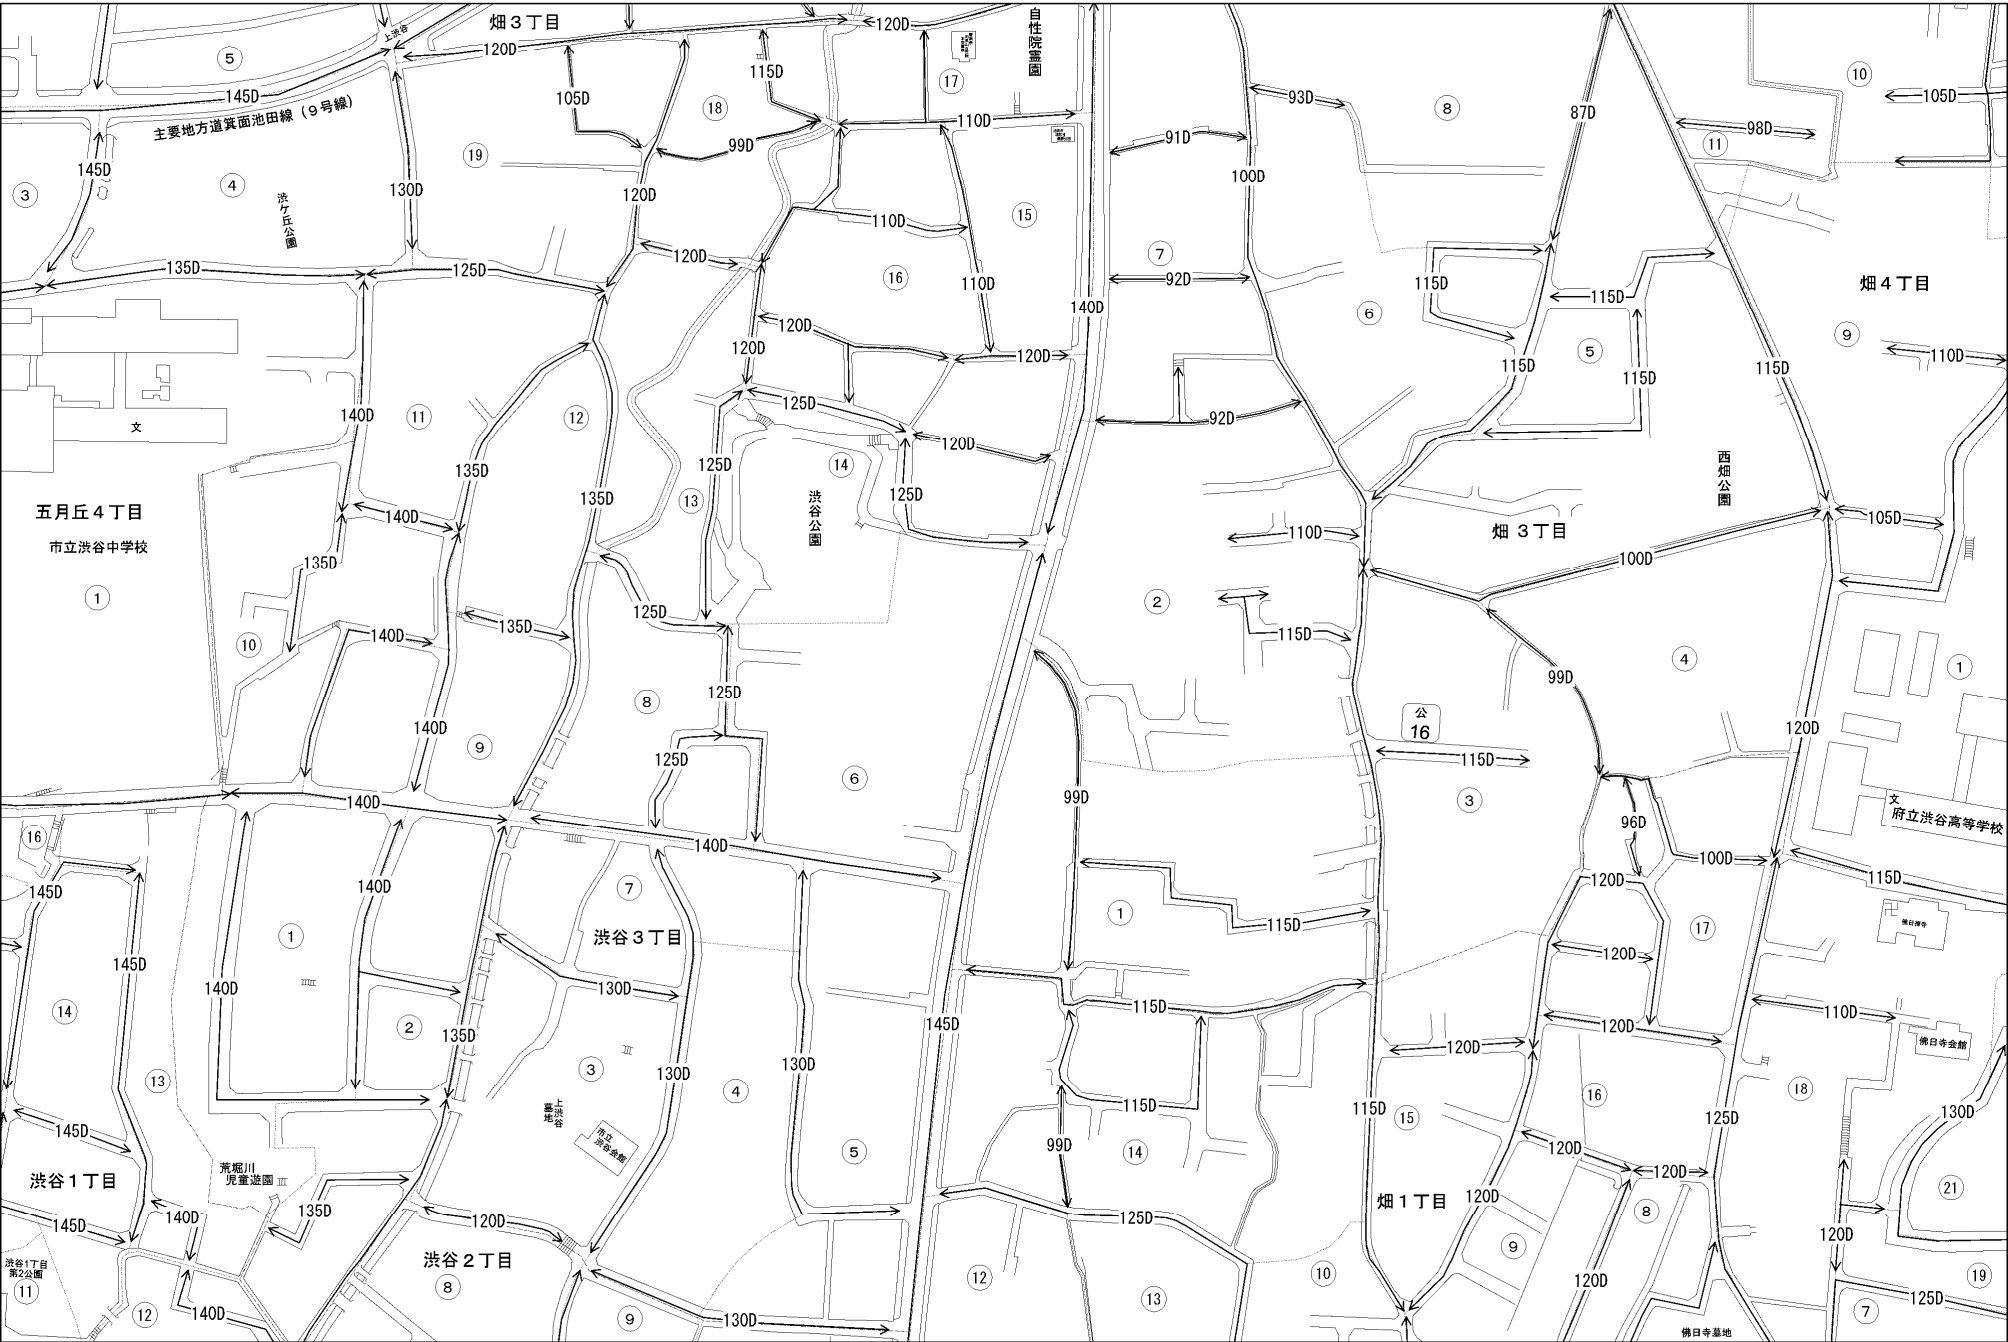 畑３丁目
120D
120D
自性院霊園
上渋谷
⑤
145D
主要地方道箕面池田線（９号線）
105D
115D
⑱
⑰
110D
93D
⑧
87D
⑩
105D
98D
⑪
91D
99D
⑲
145D
③
④
渋ケ丘公園
130D
120D
100D
110D
⑮
⑦
120D
135D
125D
⑯
110D
92D
115D
115D
畑４丁目
140D
⑥
⑨
120D
120D
120D
⑤
110D
115D
115D
115D
文
140D
⑪
⑫
125D
92D
120D
135D
125D
⑭
⑬
135D
125D
渋谷公園
西畑公園
五月丘４丁目
市立渋谷中学校
①
140D
110D
畑 ３丁目
105D
135D
100D
②
125D
135D
140D
⑩
115D
④
①
99D
125D
⑧
140D
⑨
公
16
120D
115D
125D
⑥
③
99D
140D
文
府立渋谷高等学校
96D
⑯
140D
100D
145D
140D
⑦
120D
115D
①
①
115D
佛日禅寺
⑰
渋谷３丁目
145D
120D
140D
130D
115D
110D
⑭
②
135D
145D
120D
佛日寺会館
120D
130D
130D
⑬
③
④
⑯
⑱
115D
115D
⑮
125D
130D
上渋谷
墓地
市立
渋谷会館
145D
99D
⑭
120D
120D
⑤
渋谷１丁目
荒堀川
児童遊園
畑１丁目
㉑
120D
⑧
135D
140D
145D
120D
125D
120D
渋谷２丁目
⑨
渋谷1丁目
第2公園
⑪
⑧
⑫
⑩
120D
⑲
⑬
125D
⑫
140D
⑨
130D
⑦
佛日寺墓地